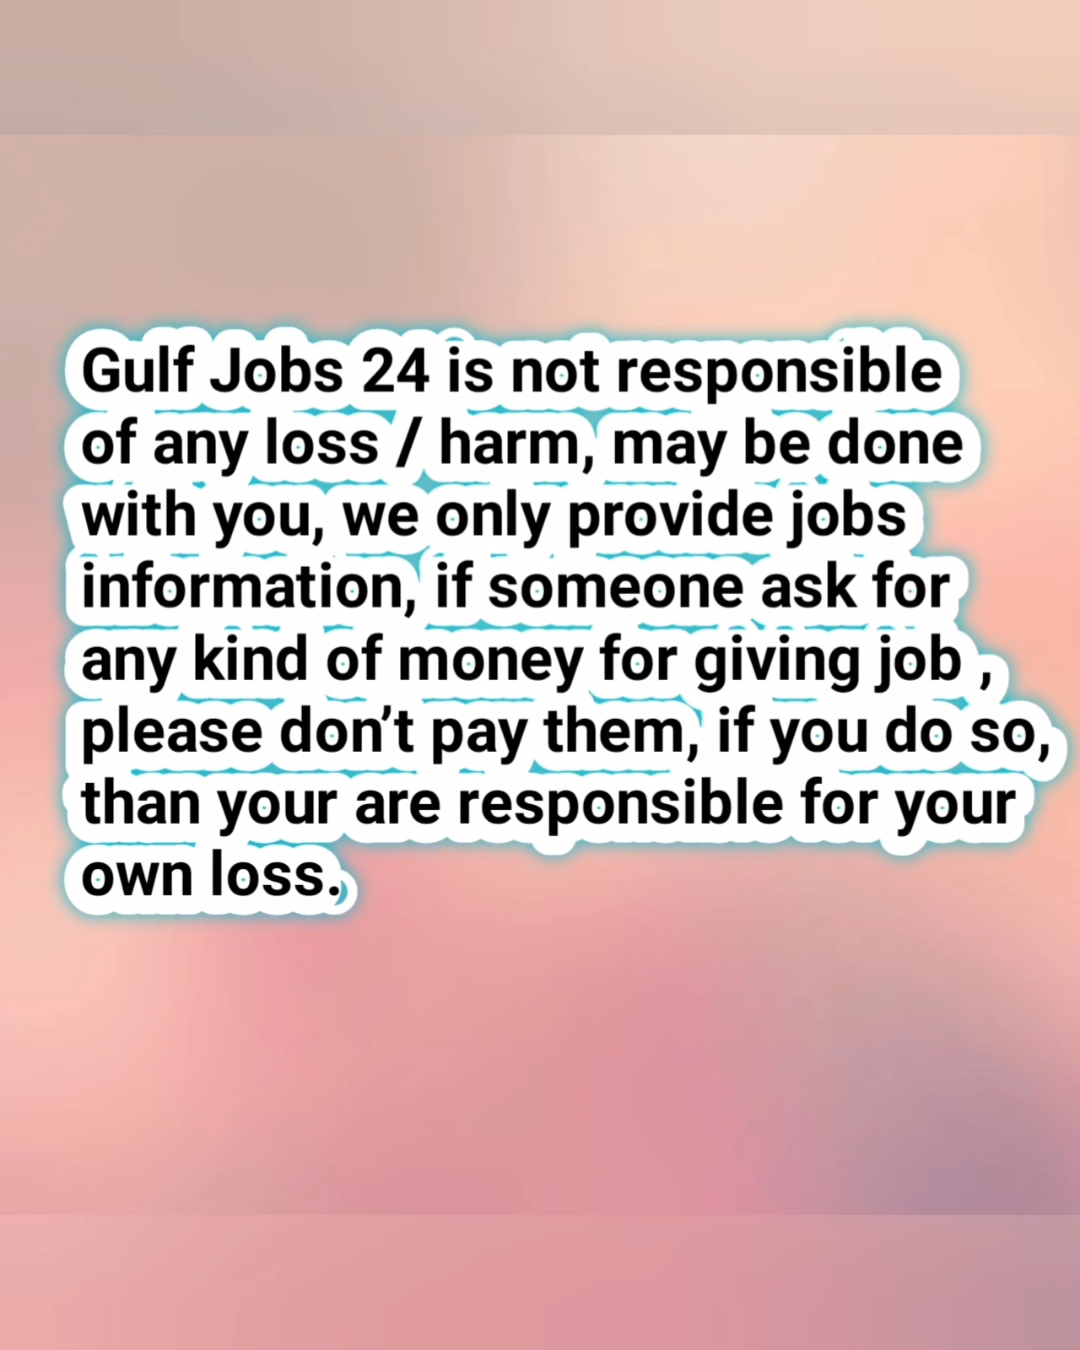 Gulf Jobs 24 is not responsible
of any loss / harm, may be done
with you, we only provide jobs
information, if someone ask for
any kind of money for giving job ,
please don’t pay them, if you do so,
than your are responsible for your
own loss.